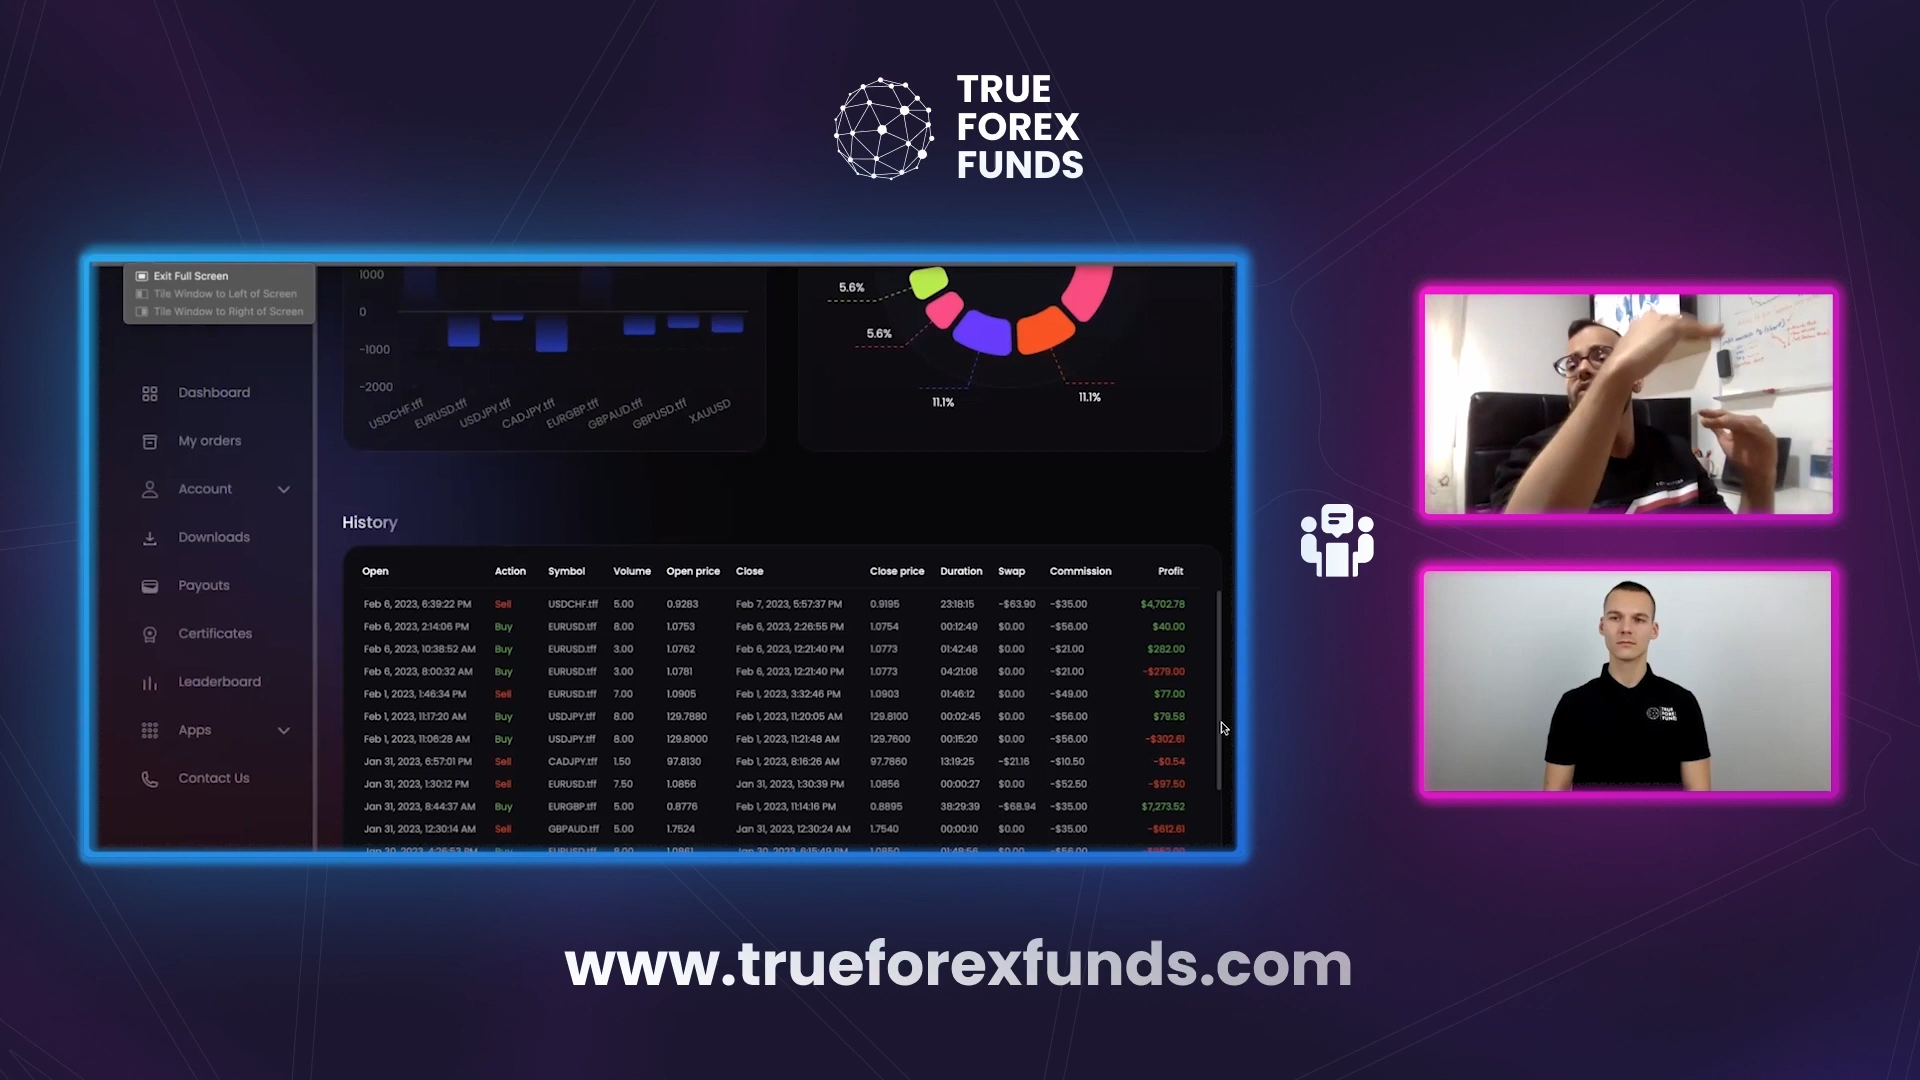 TRUE
FOREX
FUNDS
Exit Full Screen
Tile Window to Left of Screen
Tile Window to Right of Screen
Dashboard
My orders
Account
Downloads
Payouts
Certificates
Leaderboard
Apps
Contact Us
1000
0
-1000
-2000
USDCHF.tff EURUSD.tff USDJPY.tff CADJPY.tff EURGBP.tff GBPAUD.tff GBPUSD.tff XAUUSD
5.6%
5.6%
11.1%
11.1%
History
Open Action Symbol Volume Open price Close Close price Duration Swap Commission Profit
Feb 6, 2023, 6:39:22 PM Sell USDCHF.tff 5.00 0.9283 Feb 7, 2023, 5:57:37 PM 0.9195 23:18:15 -$63.90 -$35.00 $4,702.78
Feb 6, 2023, 2:14:06 PM Buy EURUSD.tff 8.00 1.0753 Feb 6, 2023, 2:26:55 PM 1.0754 00:12:49 $0.00 -$56.00 $40.00
Feb 6, 2023, 10:38:52 AM Buy EURUSD.tff 3.00 1.0762 Feb 6, 2023, 12:21:40 PM 1.0773 01:42:48 $0.00 -$21.00 $282.00
Feb 6, 2023, 8:00:32 AM Buy EURUSD.tff 3.00 1.0781 Feb 6, 2023, 12:21:40 PM 1.0773 04:21:08 $0.00 -$21.00 -$279.00
Feb 1, 2023, 1:46:34 PM Sell EURUSD.tff 7.00 1.0905 Feb 1, 2023, 3:32:46 PM 1.0903 01:46:12 $0.00 -$49.00 $77.00
Feb 1, 2023, 11:17:20 AM Buy USDJPY.tff 8.00 129.7880 Feb 1, 2023, 11:20:05 AM 129.8100 00:02:45 $0.00 -$56.00 $79.58
Feb 1, 2023, 11:06:28 AM Buy USDJPY.tff 8.00 129.8000 Feb 1, 2023, 11:21:48 AM 129.7600 00:15:20 $0.00 -$56.00 -$302.61
Jan 31, 2023, 6:57:01 PM Sell CADJPY.tff 1.50 97.8130 Feb 1, 2023, 8:16:26 AM 97.7860 13:19:25 -$21.16 -$10.50 -$0.54
Jan 31, 2023, 1:30:12 PM Sell EURUSD.tff 7.50 1.0856 Jan 31, 2023, 1:30:39 PM 1.0856 00:00:27 $0.00 -$52.50 -$97.50
Jan 31, 2023, 8:44:37 AM Buy EURGBP.tff 5.00 0.8776 Feb 1, 2023, 11:14:16 PM 0.8895 38:29:39 -$68.94 -$35.00 $7,273.52
Jan 31, 2023, 12:30:14 AM Sell GBPAUD.tff 5.00 1.7524 Jan 31, 2023, 12:30:24 AM 1.7540 00:00:10 $0.00 -$35.00 -$612.61
TRUE
FOREX
FUNDS
www.trueforexfunds.com